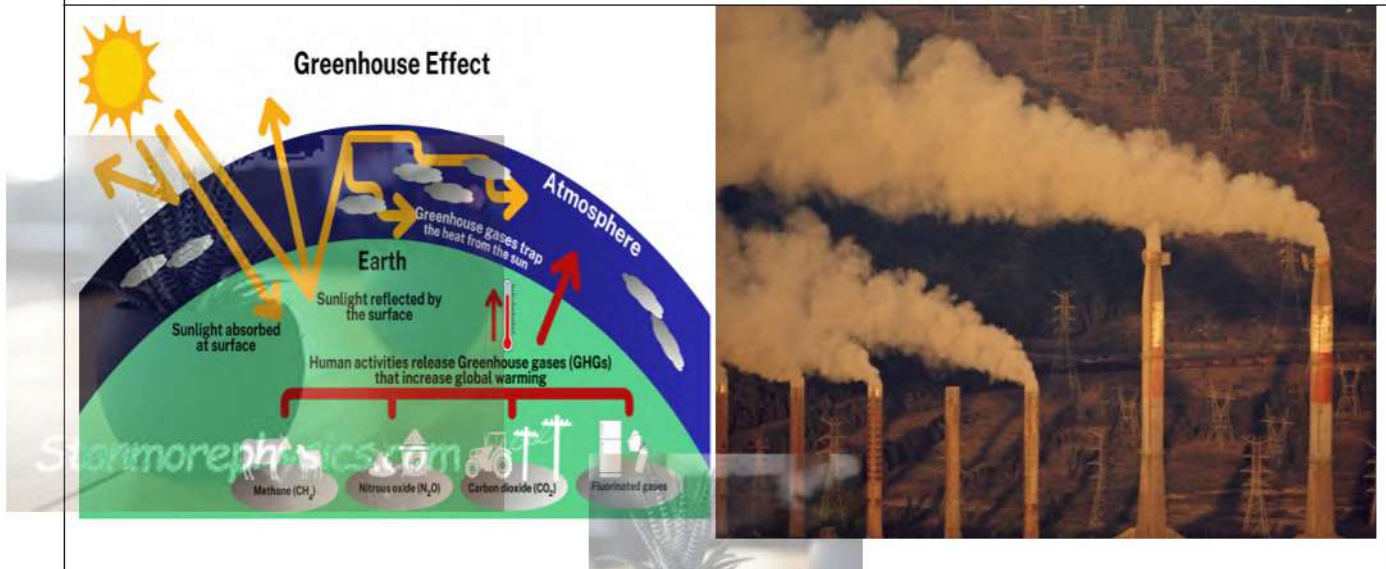 Greenhouse Effect
Atmosphere
Greenhouse gases trap
the heat from the sun
Earth
Sunlight reflected by
the surface
Sunlight absorbed
at surface
Human activities release Greenhouse gases (GHGs)
that increase global warming
Stanmorephysics.com
Methane (CH₄)
Nitrous oxide (N₂O)
Carbon dioxide (CO₂)
Fluorinated gases